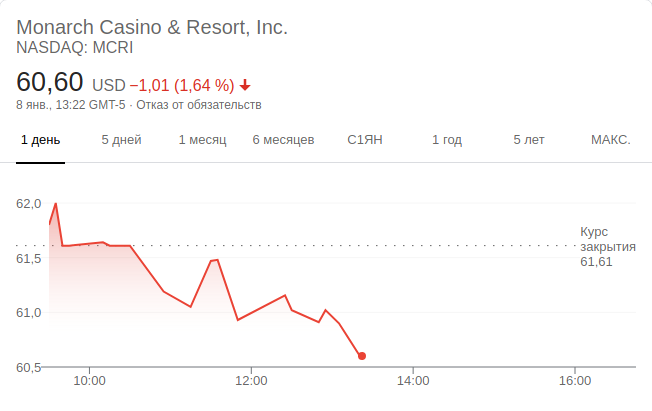 Monarch Casino & Resort, Inc.
NASDAQ: MCRI
60,60 USD −1,01 (1,64 %)
8 янв., 13:22 GMT-5 · Отказ от обязательств
1 день 5 дней 1 месяц 6 месяцев С1ЯН 1 год 5 лет МАКС.
62,0
Курс
закрытия
61,61
61,5
61,0
60,5
10:00 12:00 14:00 16:00